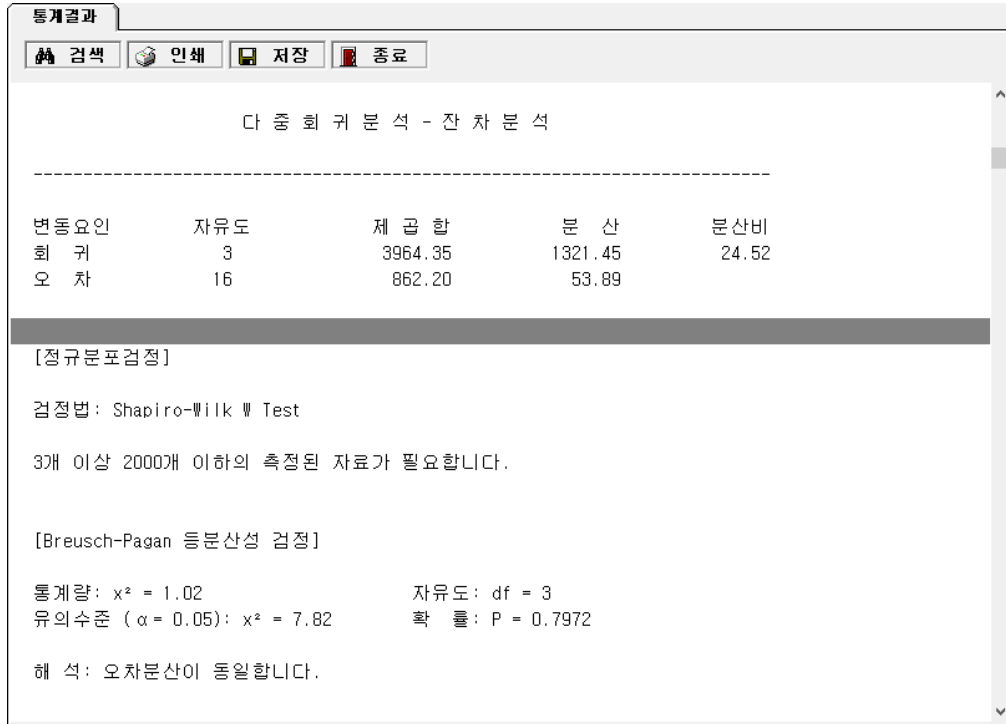 통계결과
검색 인쇄 저장 종료
다 중 회 귀 분 석 - 잔 차 분 석
--------------------------------------------------------------------------
변동요인 자유도 제 곱 합 분 산 분산비
회 귀 3 3964.35 1321.45 24.52
오 차 16 862.20 53.89
[정규분포검정]
검정법: Shapiro-Wilk W Test
3개 이상 2000개 이하의 측정된 자료가 필요합니다.
[Breusch-Pagan 등분산성 검정]
통계량: x² = 1.02 자유도: df = 3
유의수준 (α= 0.05): x² = 7.82 확 률: P = 0.7972
해 석: 오차분산이 동일합니다.